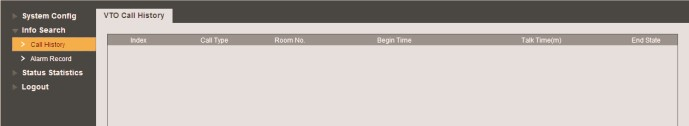 System Config
Info Search
> Call History
> Alarm Record
Status Statistics
Logout
VTO Call History
Index Call Type Room No. Begin Time Talk Time(m) End State